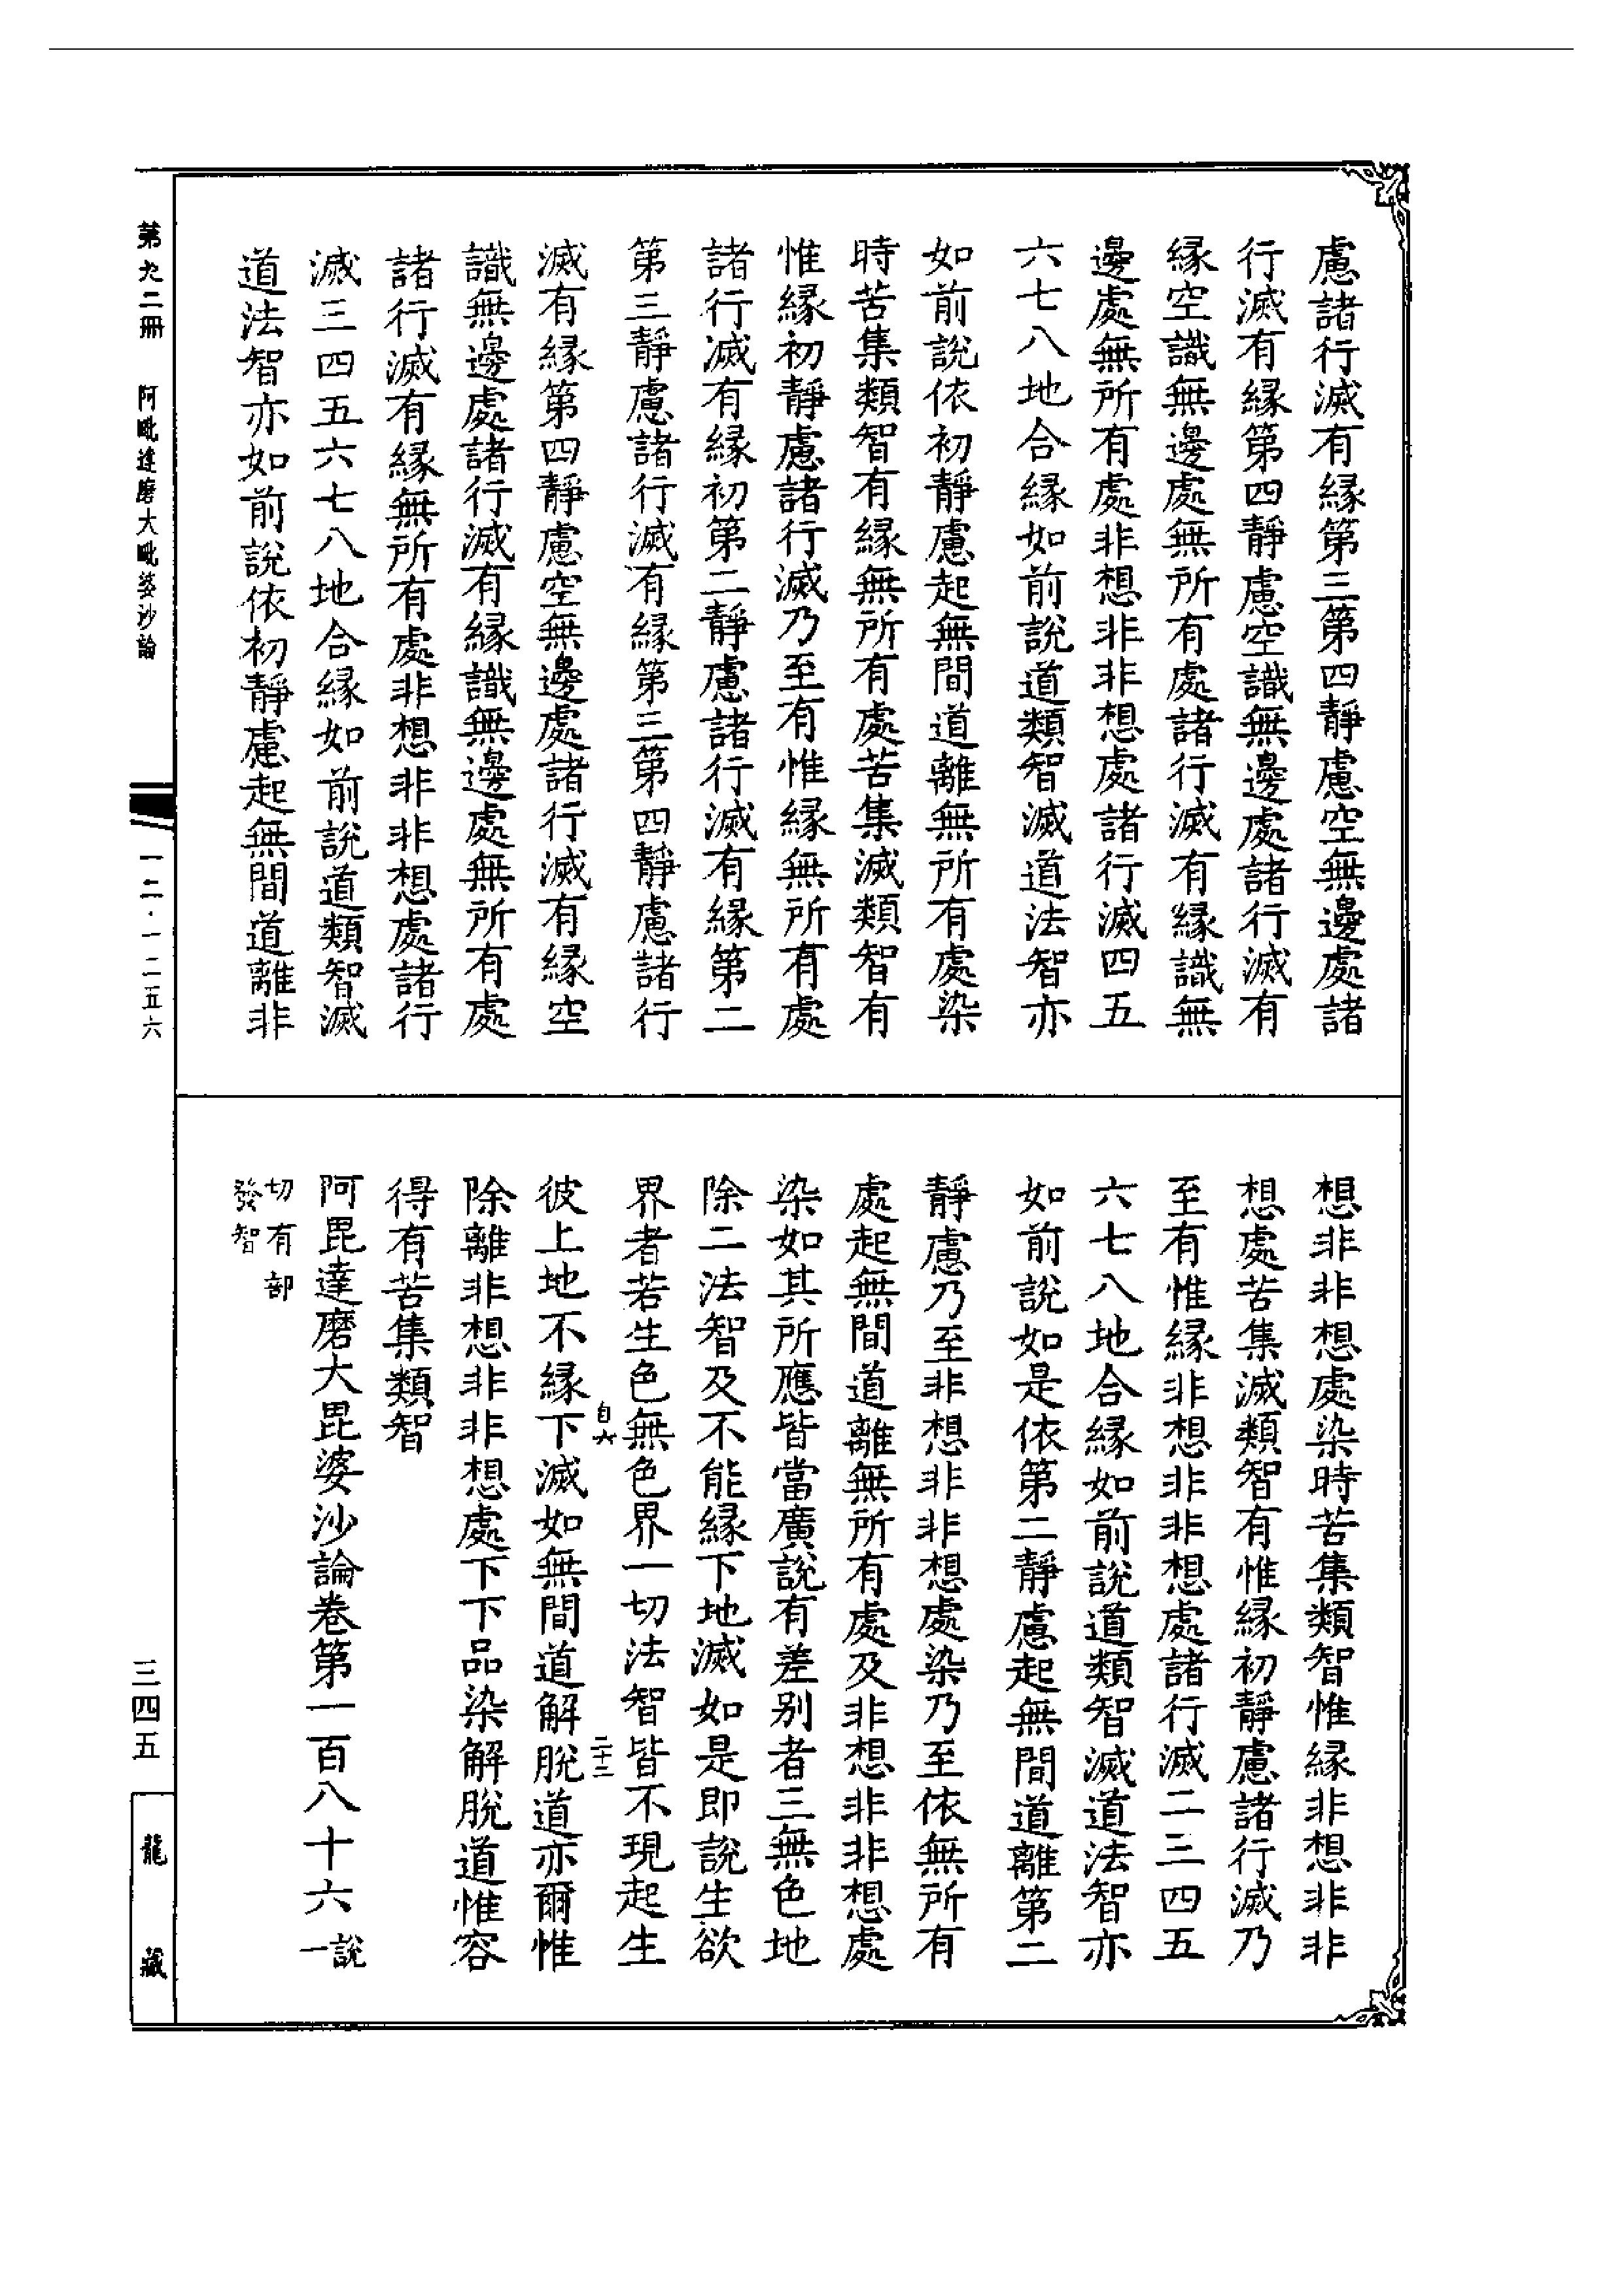 慮諸行滅有緣第三第四靜慮空無邊處諸
行滅有緣第四靜慮空識無邊處諸行滅有
緣空識無邊處無所有處諸行滅有緣識無
邊處無所有處非想非非想處諸行滅四五
六七八地合緣如前說道類智滅道法智亦
如前說依初靜慮起無間道離無所有處染
時苦集類智有緣無所有處苦集滅類智有
惟緣初靜慮諸行滅乃至有惟緣無所有處
諸行滅有緣初第二靜慮諸行滅有緣第二
第三靜慮諸行滅有緣第三第四靜慮諸行
滅有緣第四靜慮空無邊處諸行滅有緣空
識無邊處諸行滅有緣識無邊處無所有處
諸行滅有緣無所有處非想非非想處諸行
滅三四五六七八地合緣如前說道類智滅
道法智亦如前說依初靜慮起無間道離非
想非非想處染時苦集類智惟緣非想非非
想處苦集滅類智有惟緣初靜慮諸行滅乃
至有惟緣非想非非想處諸行滅二三四五
六七八地合緣如前說道類智滅道法智亦
如前說如是依第二靜慮起無間道離第二
靜慮乃至非想非非想處染乃至依無所有
處起無間道離無所有處及非想非非想處
染如其所應皆當廣說有差別者三無色地
除二法智及不能緣下地滅如是即說生欲
界者若生色無色界一切法智皆不現起生
自六
二十三
彼上地不緣下滅如無間道解脫道亦爾惟
除離非想非非想處下下品染解脫道惟容
得有苦集類智
阿毘達磨大毘婆沙論卷第一百八十六
說一
切有部
發智
第九二冊
阿毗達磨大毗婆沙論
一二·一二五六
三四五
龍藏